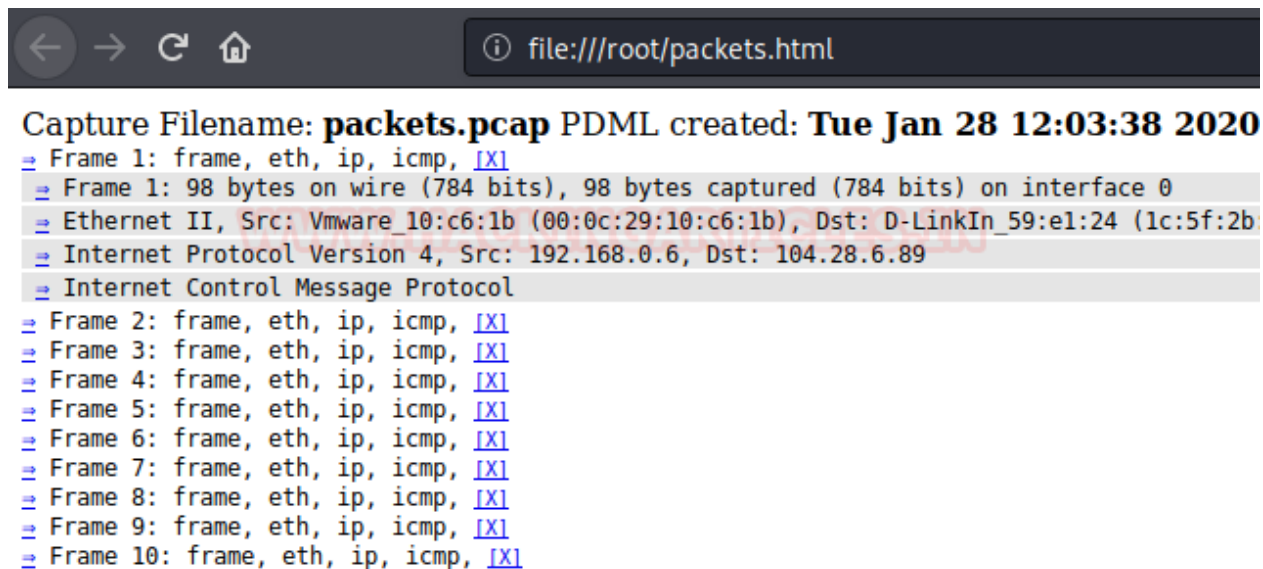 file:///root/packets.html
Capture Filename: packets.pcap PDML created: Tue Jan 28 12:03:38 2020
⇒ Frame 1: frame, eth, ip, icmp, [X]
⇒ Frame 1: 98 bytes on wire (784 bits), 98 bytes captured (784 bits) on interface 0
⇒ Ethernet II, Src: Vmware_10:c6:1b (00:0c:29:10:c6:1b), Dst: D-LinkIn_59:e1:24 (1c:5f:2b:
WWW.HACKINGARTICLES.IN
⇒ Internet Protocol Version 4, Src: 192.168.0.6, Dst: 104.28.6.89
⇒ Internet Control Message Protocol
⇒ Frame 2: frame, eth, ip, icmp, [X]
⇒ Frame 3: frame, eth, ip, icmp, [X]
⇒ Frame 4: frame, eth, ip, icmp, [X]
⇒ Frame 5: frame, eth, ip, icmp, [X]
⇒ Frame 6: frame, eth, ip, icmp, [X]
⇒ Frame 7: frame, eth, ip, icmp, [X]
⇒ Frame 8: frame, eth, ip, icmp, [X]
⇒ Frame 9: frame, eth, ip, icmp, [X]
⇒ Frame 10: frame, eth, ip, icmp, [X]